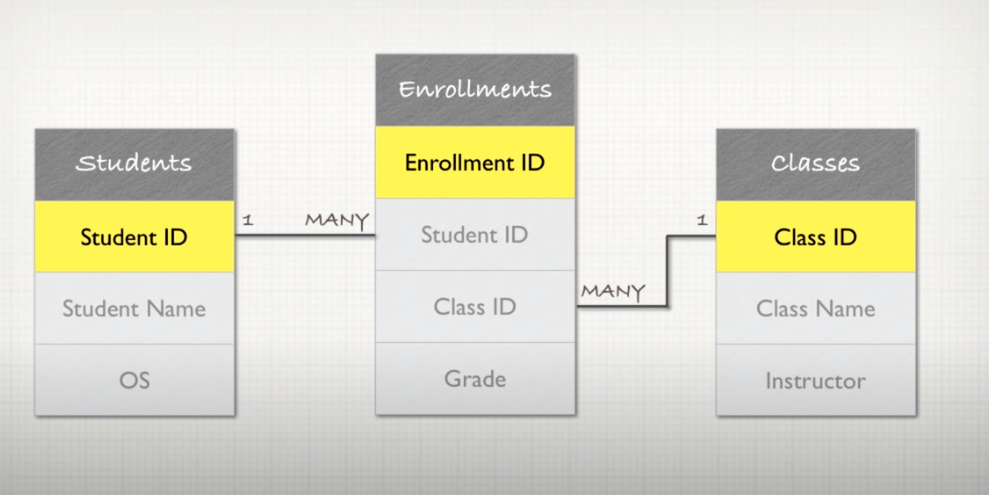 Students
Student ID
Student Name
OS
1 MANY
Enrollments
Enrollment ID
Student ID
Class ID
Grade
MANY 1
Classes
Class ID
Class Name
Instructor